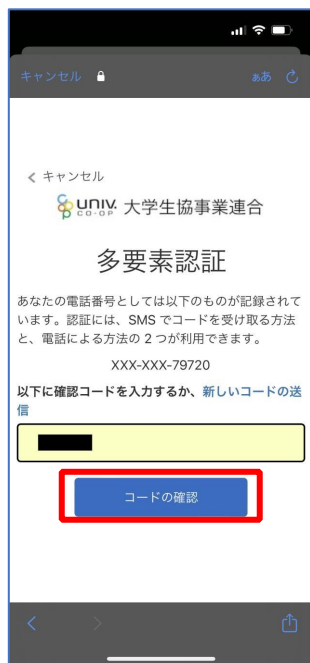 キャンセル
ぁあ
キャンセル
univ.
CO-OP
大学生協事業連合
多要素認証
あなたの電話番号としては以下のものが記録されて
います。認証には、SMS でコードを受け取る方法
と、電話による方法の 2 つが利用できます。
XXX-XXX-79720
以下に確認コードを入力するか、新しいコードの送
信
コードの確認